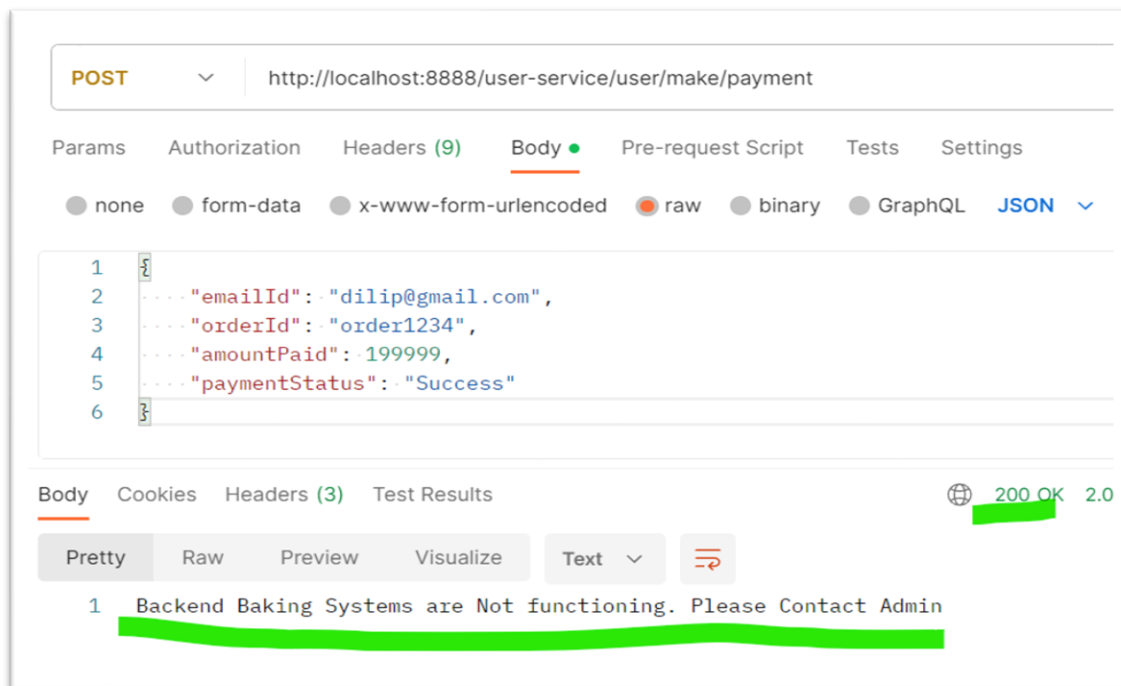 POST http://localhost:8888/user-service/user/make/payment
Params Authorization Headers (9) Body Pre-request Script Tests Settings
none form-data x-www-form-urlencoded raw binary GraphQL JSON
1 {
2 "emailId": "dilip@gmail.com",
3 "orderId": "order1234",
4 "amountPaid": 199999,
5 "paymentStatus": "Success"
6 }
Body Cookies Headers (3) Test Results 200 OK 2.0
Pretty Raw Preview Visualize Text
1 Backend Baking Systems are Not functioning. Please Contact Admin